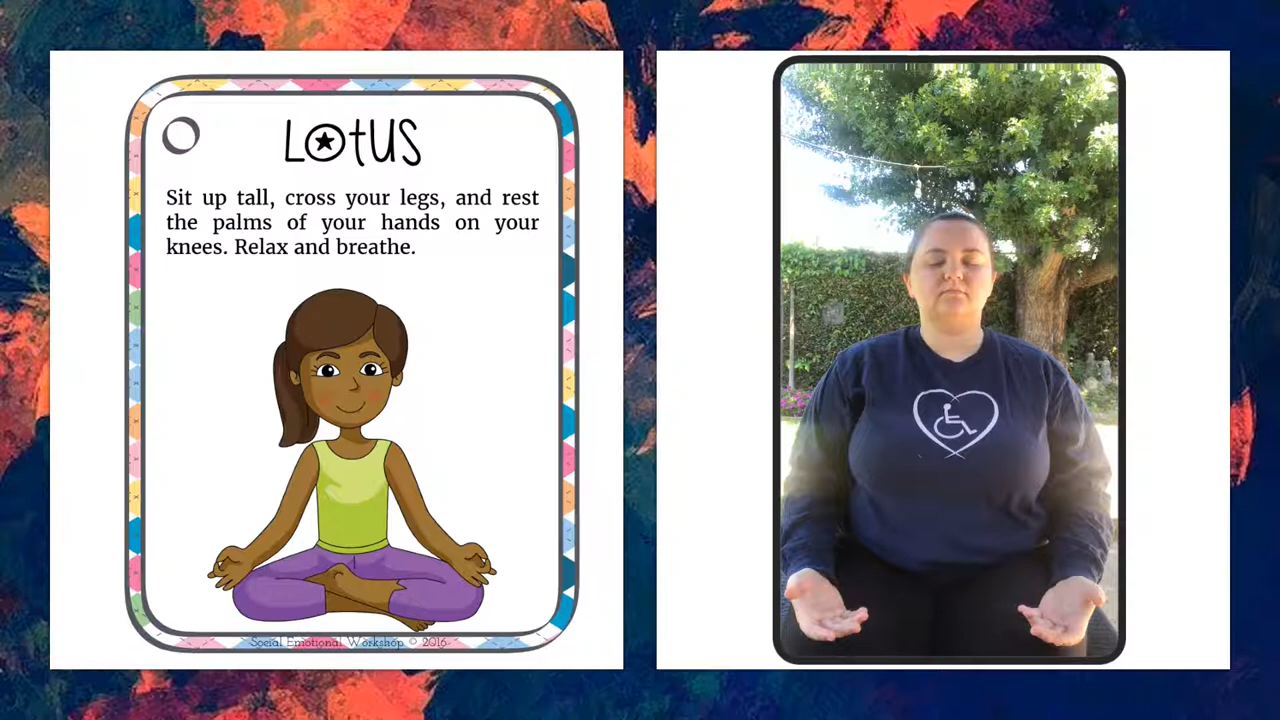 LOTUS
Sit up tall, cross your legs, and rest
the palms of your hands on your
knees. Relax and breathe.
Social Emotional Workshop © 2016